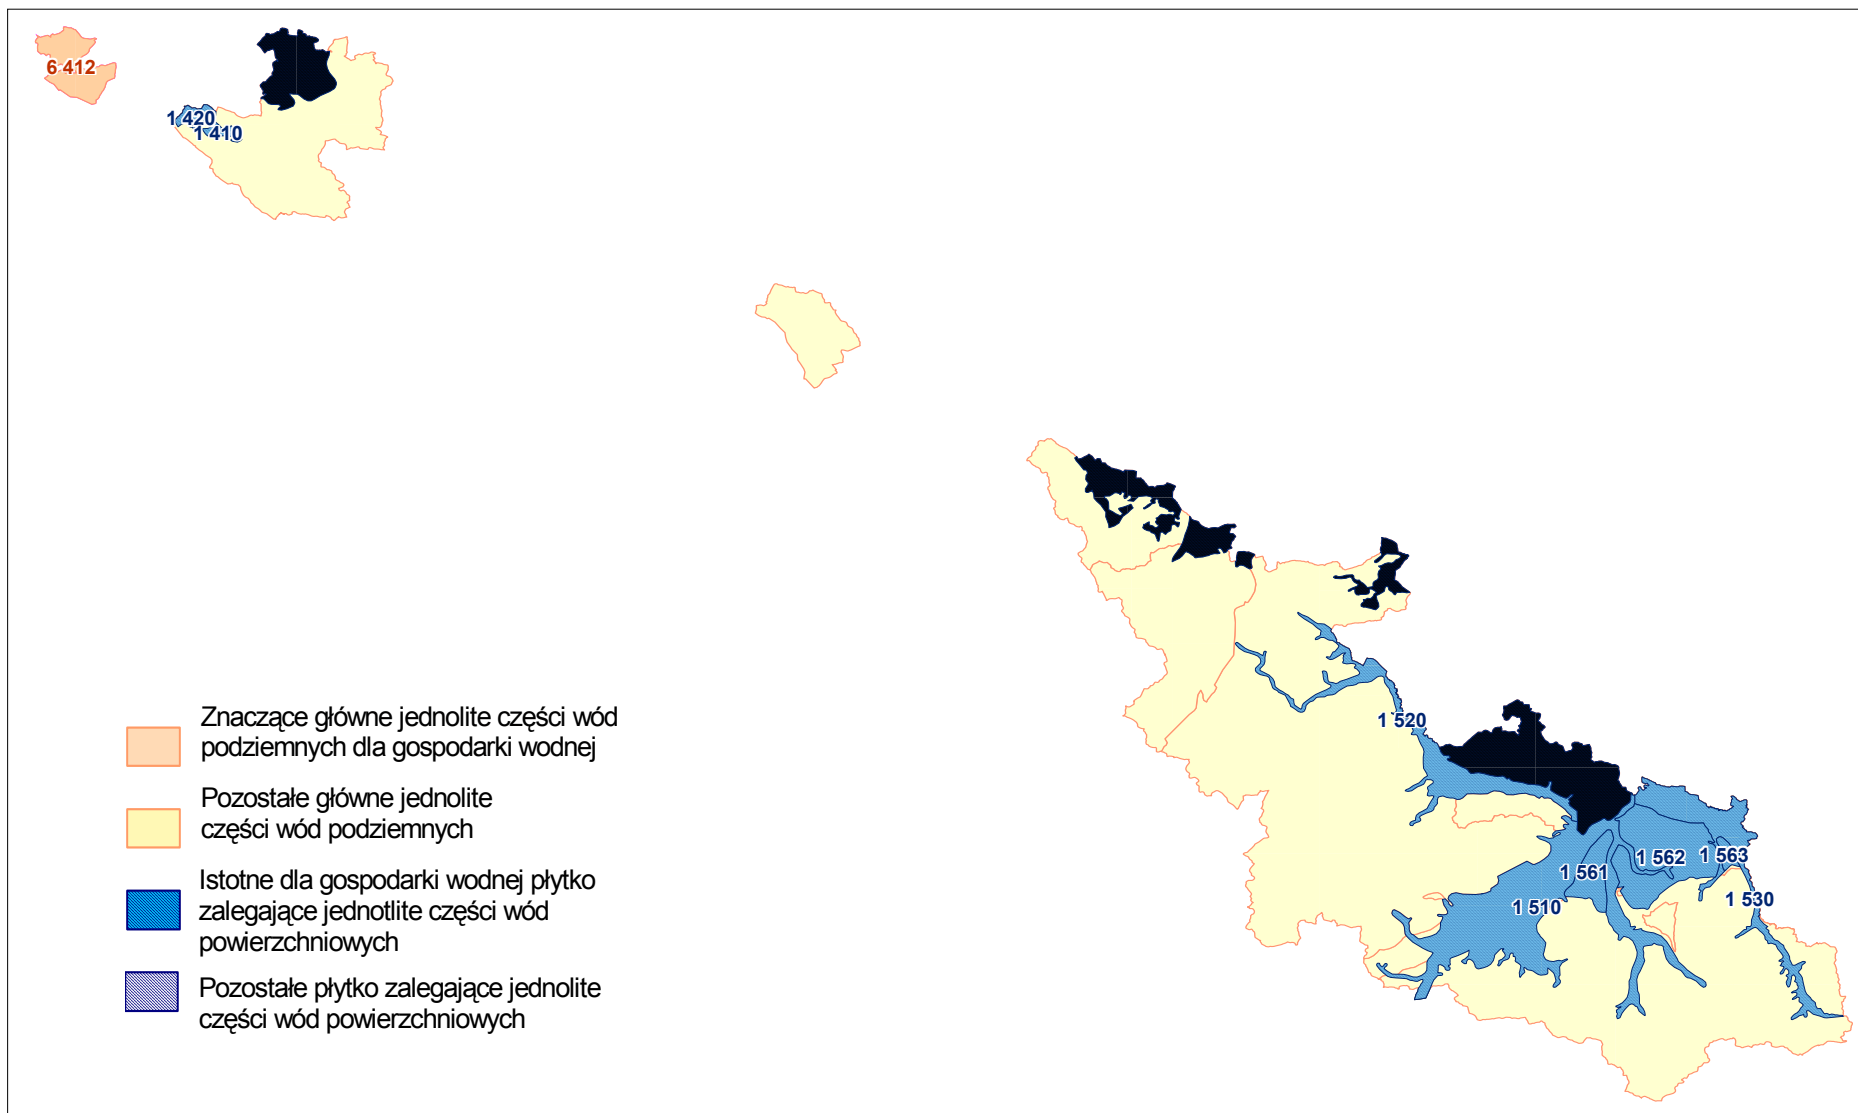 6 412
1 420
1 410
1 520
1 562
1 563
1 561
1 510
1 530
Znaczące główne jednolite części wód
podziemnych dla gospodarki wodnej
Pozostałe główne jednolite
części wód podziemnych
Istotne dla gospodarki wodnej płytko
zalegające jednotlite części wód
powierzchniowych
Pozostałe płytko zalegające jednolite
części wód powierzchniowych